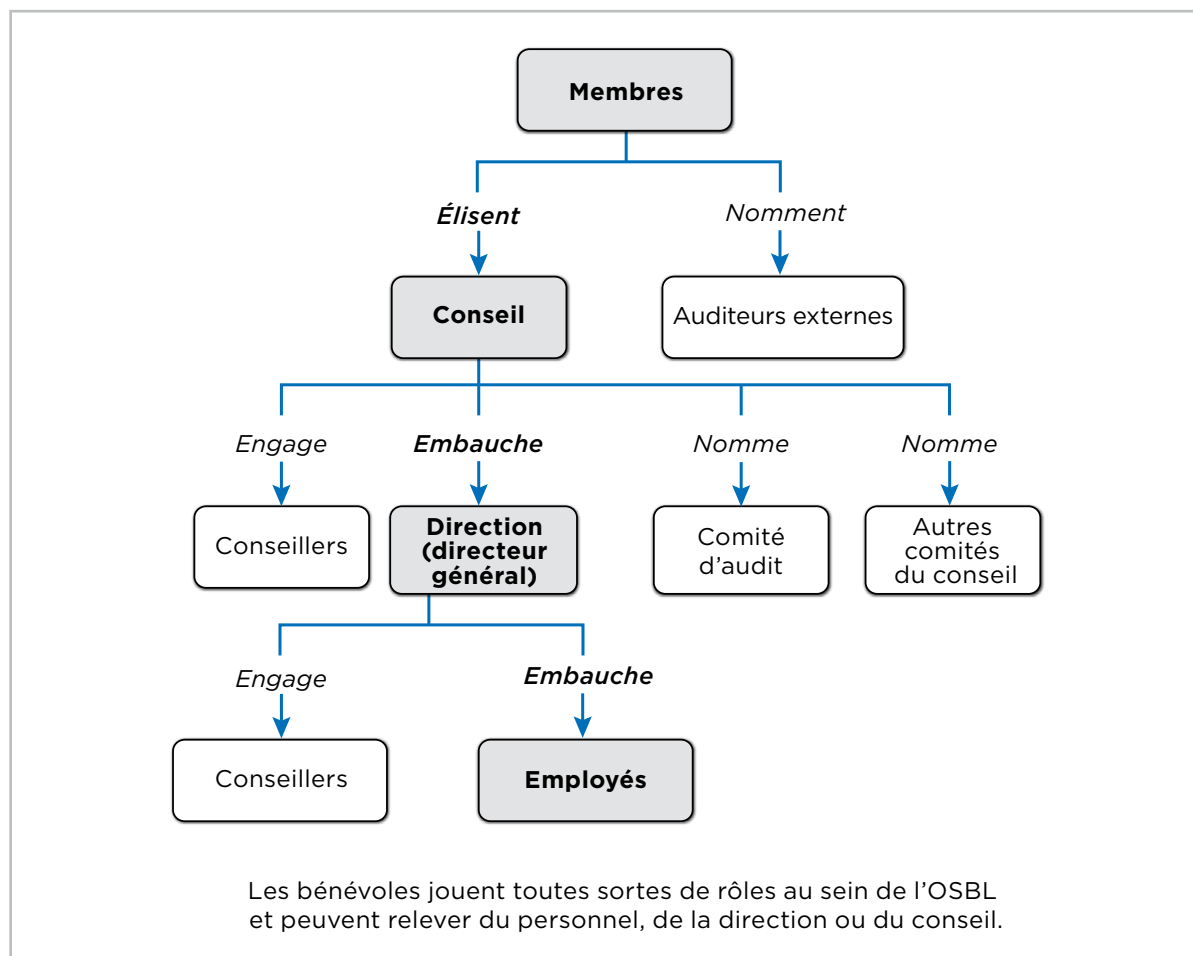 Membres
Élisent
Nomment
Conseil
Auditeurs externes
Engage
Embauche
Nomme
Nomme
Conseillers
Direction
(directeur
général)
Comité
d’audit
Autres
comités
du conseil
Engage
Embauche
Conseillers
Employés
Les bénévoles jouent toutes sortes de rôles au sein de l’OSBL
et peuvent relever du personnel, de la direction ou du conseil.